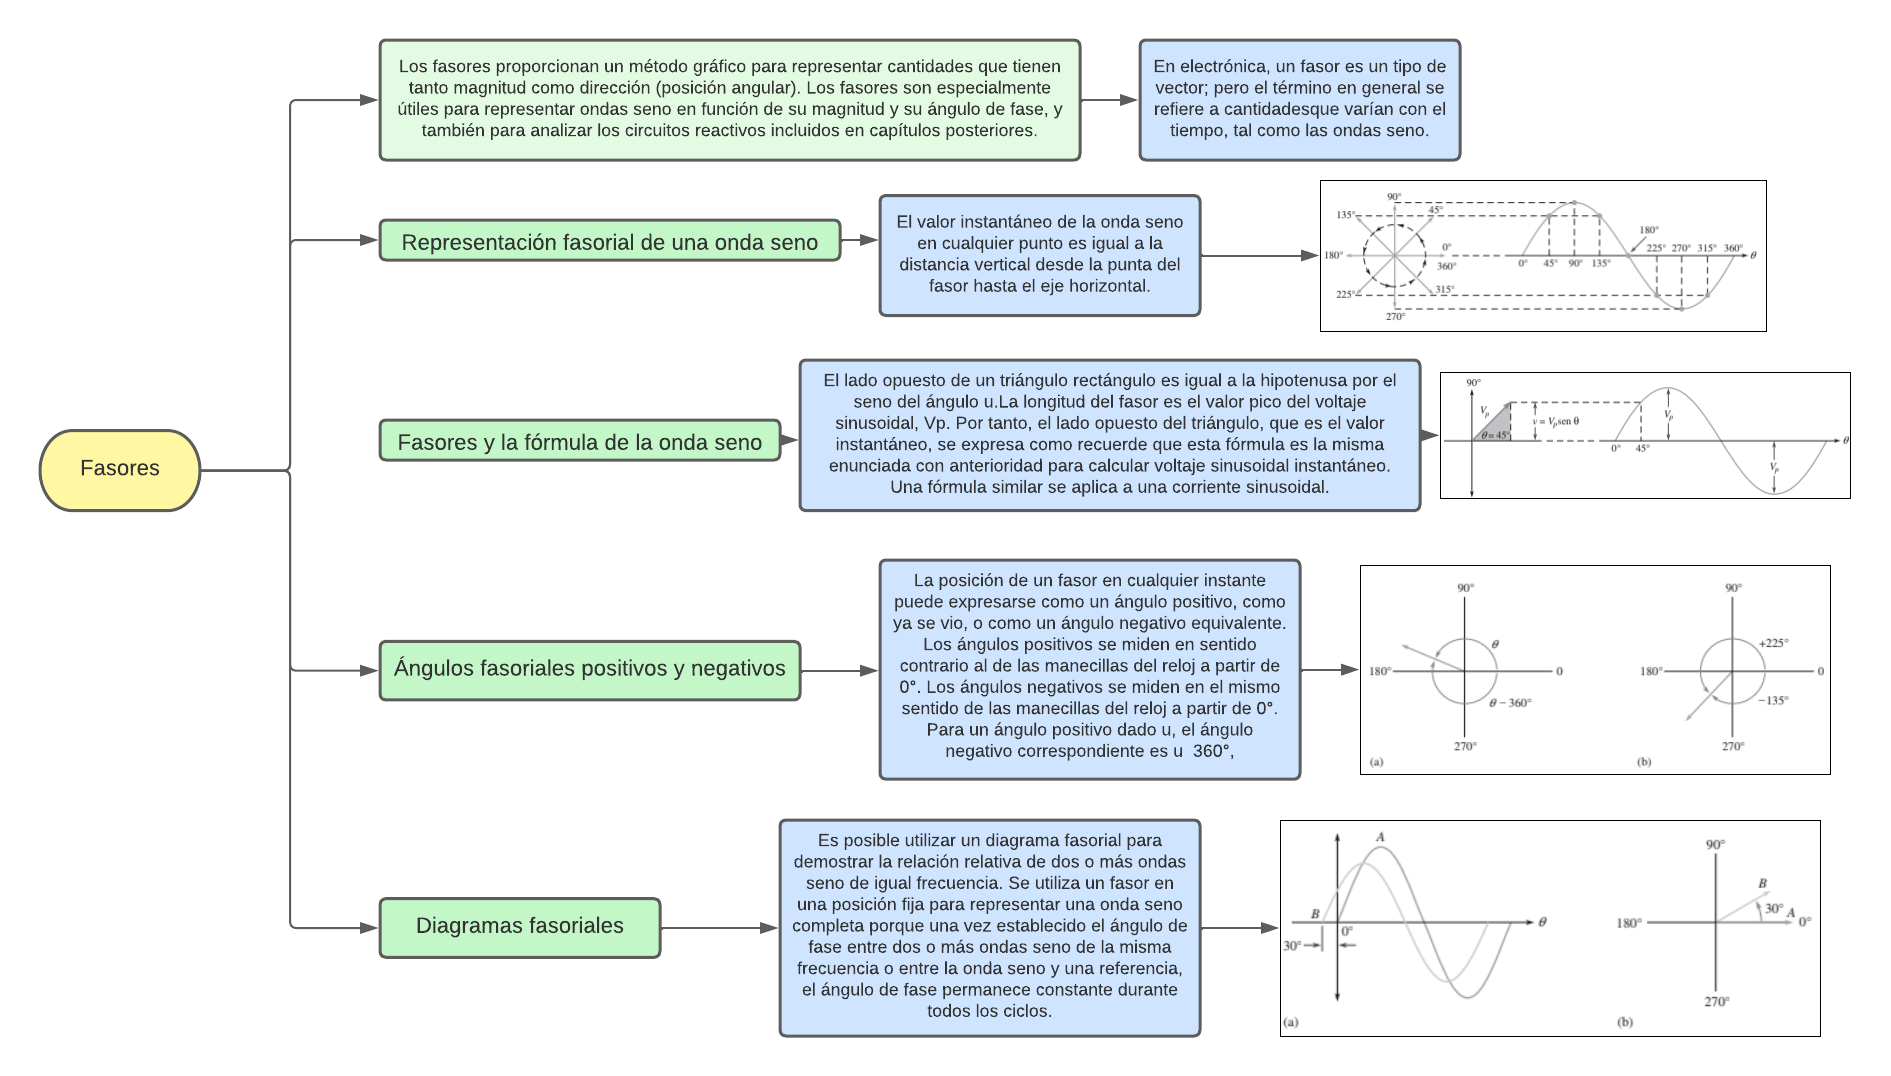 Fasores
Los fasores proporcionan un método gráfico para representar cantidades que tienen
tanto magnitud como dirección (posición angular). Los fasores son especialmente
útiles para representar ondas seno en función de su magnitud y su ángulo de fase, y
también para analizar los circuitos reactivos incluidos en capítulos posteriores.
En electrónica, un fasor es un tipo de
vector; pero el término en general se
refiere a cantidadesque varían con el
tiempo, tal como las ondas seno.
Representación fasorial de una onda seno
El valor instantáneo de la onda seno
en cualquier punto es igual a la
distancia vertical desde la punta del
fasor hasta el eje horizontal.
90°
135°
45°
180°
0°
360°
225°
315°
270°
0°
45°
90°
135°
180°
225°
270°
315°
360°
θ
Fasores y la fórmula de la onda seno
El lado opuesto de un triángulo rectángulo es igual a la hipotenusa por el
seno del ángulo u.La longitud del fasor es el valor pico del voltaje
sinusoidal, Vp. Por tanto, el lado opuesto del triángulo, que es el valor
instantáneo, se expresa como recuerde que esta fórmula es la misma
enunciada con anterioridad para calcular voltaje sinusoidal instantáneo.
Una fórmula similar se aplica a una corriente sinusoidal.
90°
Vp
θ = 45°
v = Vp sen θ
0°
45°
Vp
Vp
θ
Ángulos fasoriales positivos y negativos
La posición de un fasor en cualquier instante
puede expresarse como un ángulo positivo, como
ya se vio, o como un ángulo negativo equivalente.
Los ángulos positivos se miden en sentido
contrario al de las manecillas del reloj a partir de
0°. Los ángulos negativos se miden en el mismo
sentido de las manecillas del reloj a partir de 0°.
Para un ángulo positivo dado u, el ángulo
negativo correspondiente es u  360°,
90°
θ
180°
0
θ − 360°
270°
(a)
90°
+225°
180°
0
−135°
270°
(b)
Diagramas fasoriales
Es posible utilizar un diagrama fasorial para
demostrar la relación relativa de dos o más ondas
seno de igual frecuencia. Se utiliza un fasor en
una posición fija para representar una onda seno
completa porque una vez establecido el ángulo de
fase entre dos o más ondas seno de la misma
frecuencia o entre la onda seno y una referencia,
el ángulo de fase permanece constante durante
todos los ciclos.
A
B
θ
0°
30°
(a)
90°
B
30°
A
0°
180°
270°
(b)